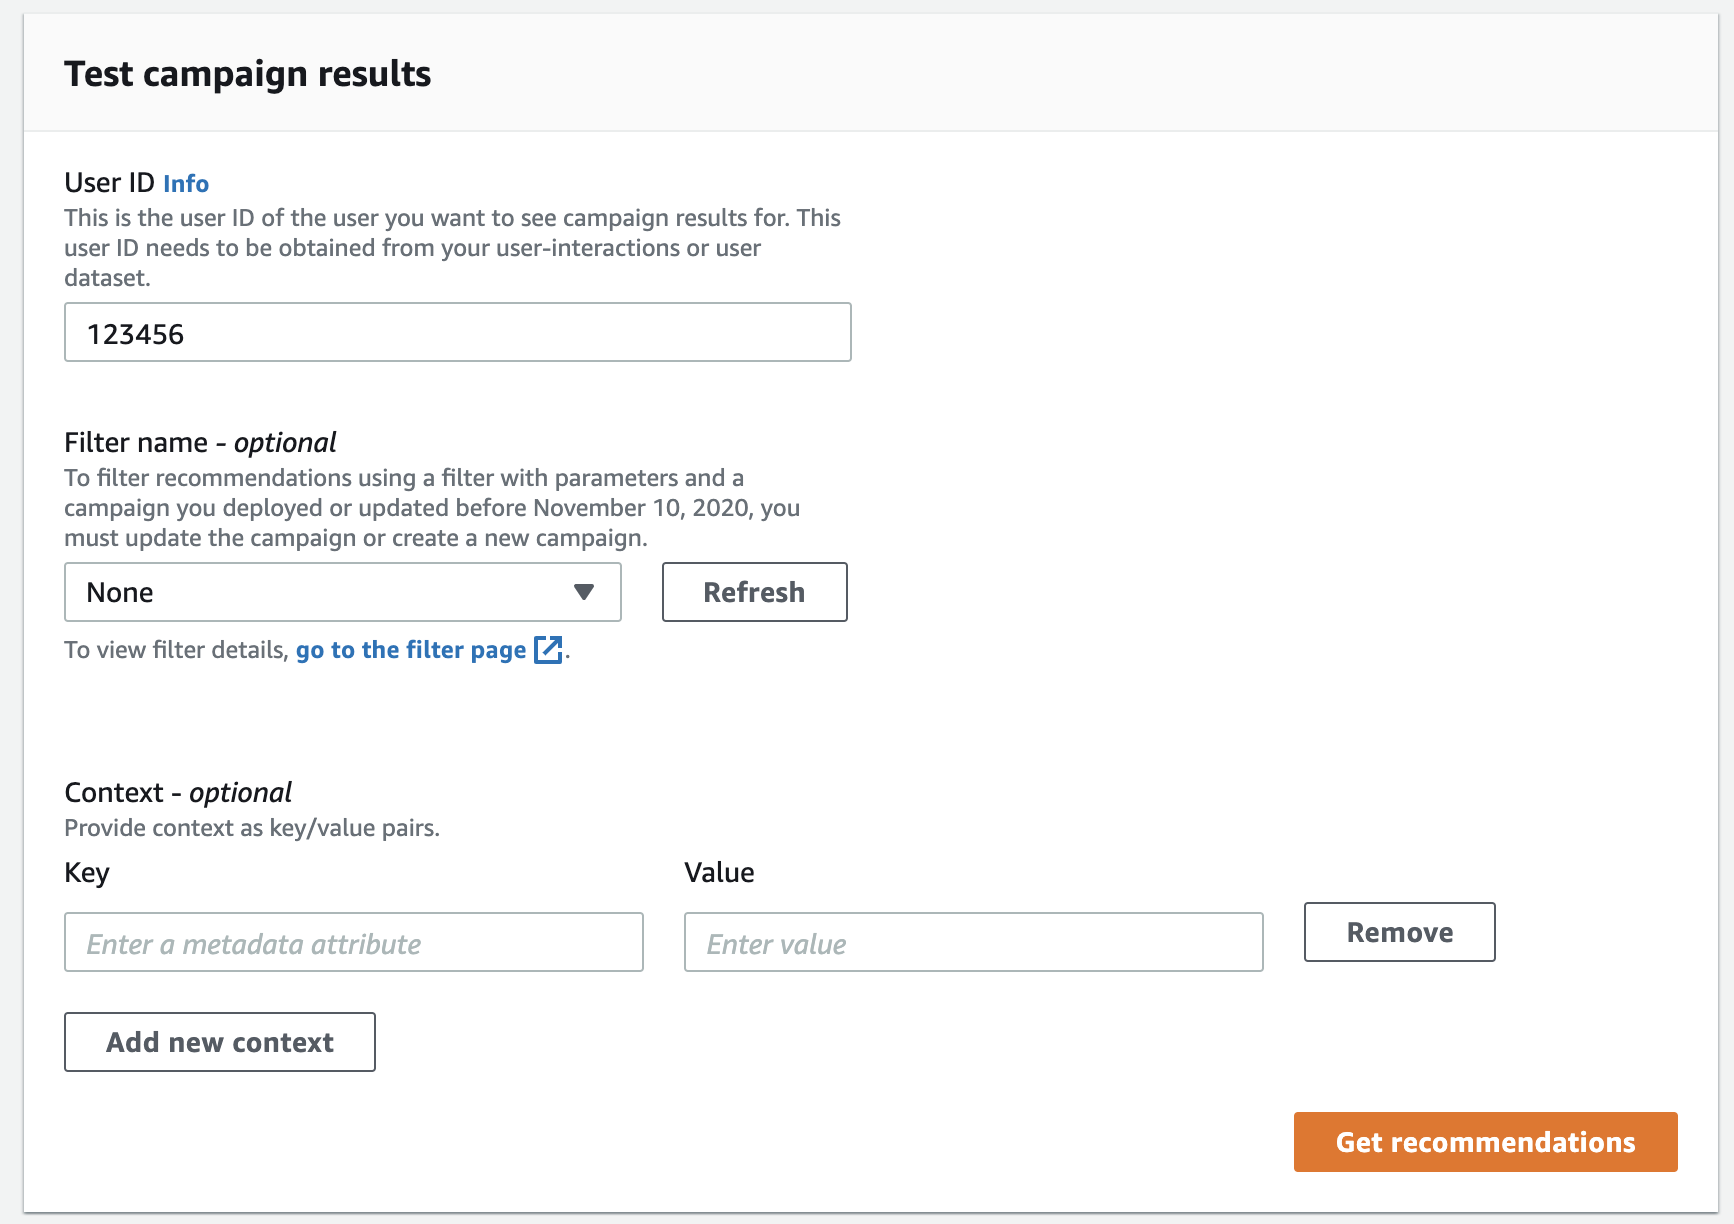 Test campaign results
User ID Info
This is the user ID of the user you want to see campaign results for. This
user ID needs to be obtained from your user-interactions or user
dataset.
123456
Filter name - optional
To filter recommendations using a filter with parameters and a
campaign you deployed or updated before November 10, 2020, you
must update the campaign or create a new campaign.
None
Refresh
To view filter details, go to the filter page.
Context - optional
Provide context as key/value pairs.
Key
Value
Enter a metadata attribute
Enter value
Remove
Add new context
Get recommendations